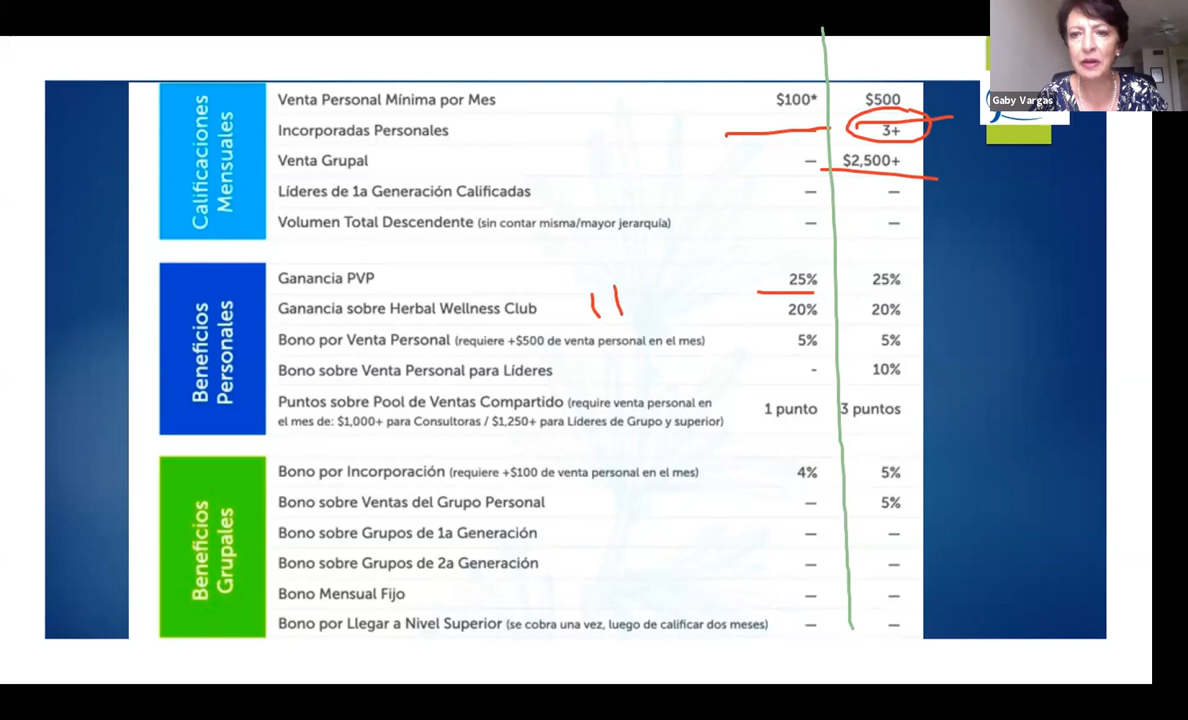 Gaby Vargas
Calificaciones
Mensuales
Venta Personal Mínima por Mes $100* $500
Incorporadas Personales 3+
Venta Grupal — $2,500+
Líderes de 1a Generación Calificadas — —
Volumen Total Descendente (sin contar misma/mayor jerarquía) — —
Beneficios
Personales
Ganancia PVP 25% 25%
Ganancia sobre Herbal Wellness Club 20% 20%
Bono por Venta Personal (requiere +$500 de venta personal en el mes) 5% 5%
Bono sobre Venta Personal para Líderes - 10%
Puntos sobre Pool de Ventas Compartido (require venta personal en 1 punto 3 puntos
el mes de: $1,000+ para Consultoras / $1,250+ para Líderes de Grupo y superior)
Beneficios
Grupales
Bono por Incorporación (requiere +$100 de venta personal en el mes) 4% 5%
Bono sobre Ventas del Grupo Personal — 5%
Bono sobre Grupos de 1a Generación — —
Bono sobre Grupos de 2a Generación — —
Bono Mensual Fijo — —
Bono por Llegar a Nivel Superior (se cobra una vez, luego de calificar dos meses) — —